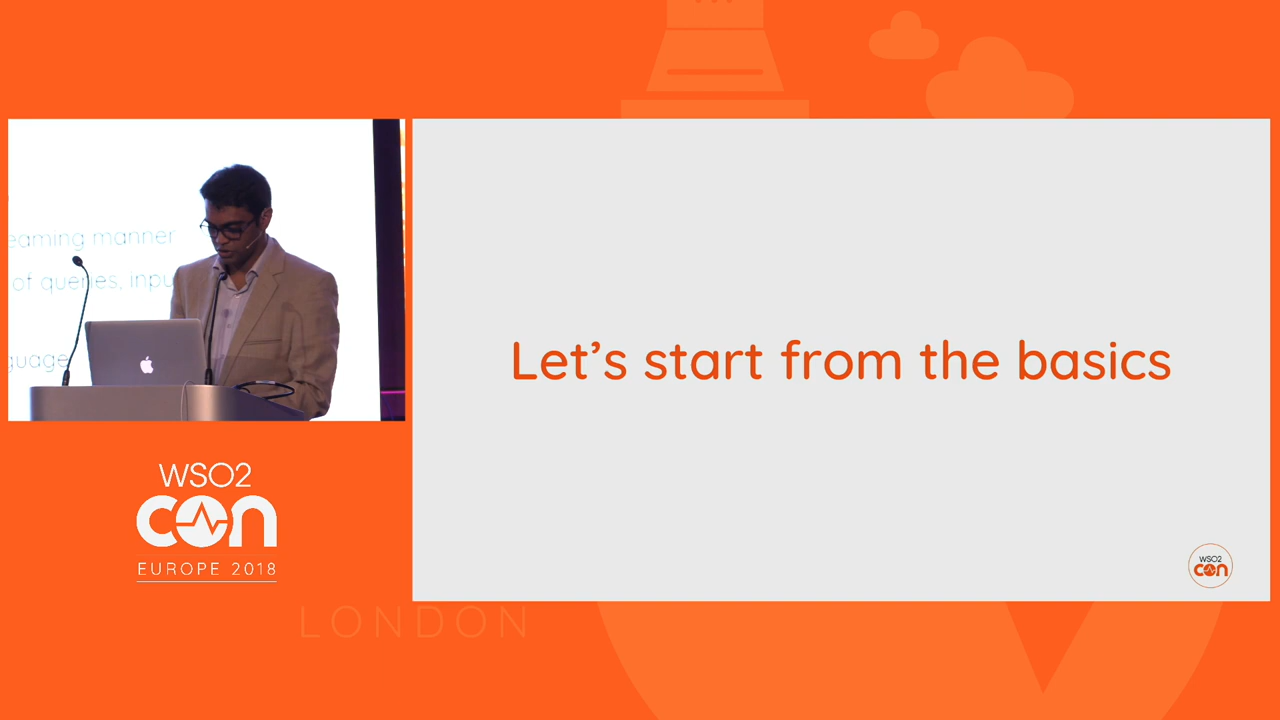 eaming manner
of queries, inpu
guage
Let's start from the basics
WSO2
con
EUROPE 2018
LONDON
WSO2
con